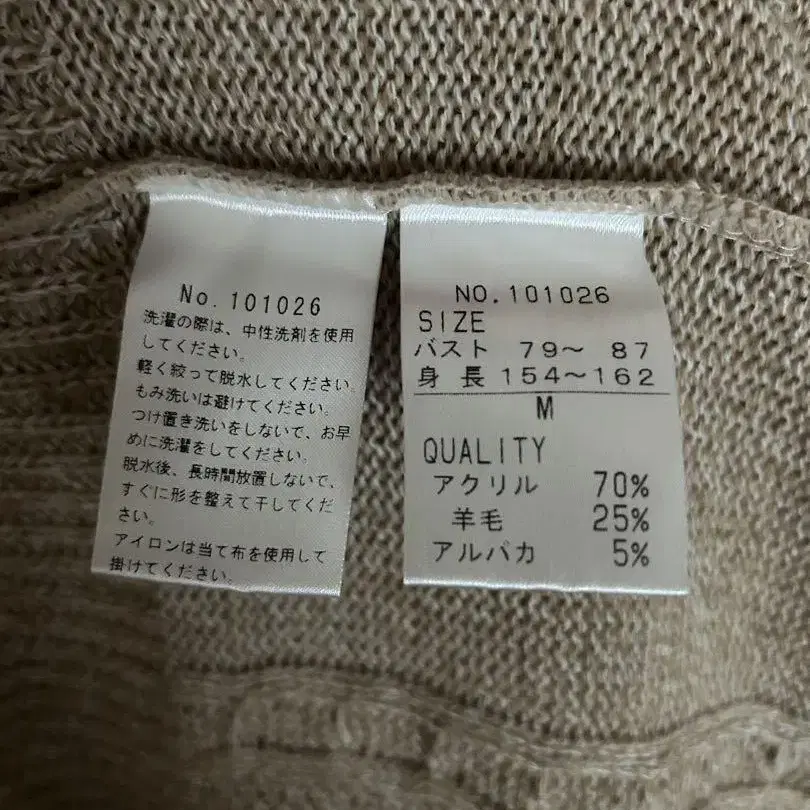 No. 101026
洗濯の際は、中性洗剤を使用
してください。
軽く絞って脱水してください。
もみ洗いは避けてください。
つけ置き洗いをしないで、お早
めに洗濯をしてください。
脱水後、長時間放置しないで、
すぐに形を整えて干してくだ
さい。
アイロンは当て布を使用して
掛けてください。
NO. 101026
SIZE
バスト 79～ 87
身 長 154～162
M
QUALITY
アクリル 70%
羊毛 25%
アルパカ 5%